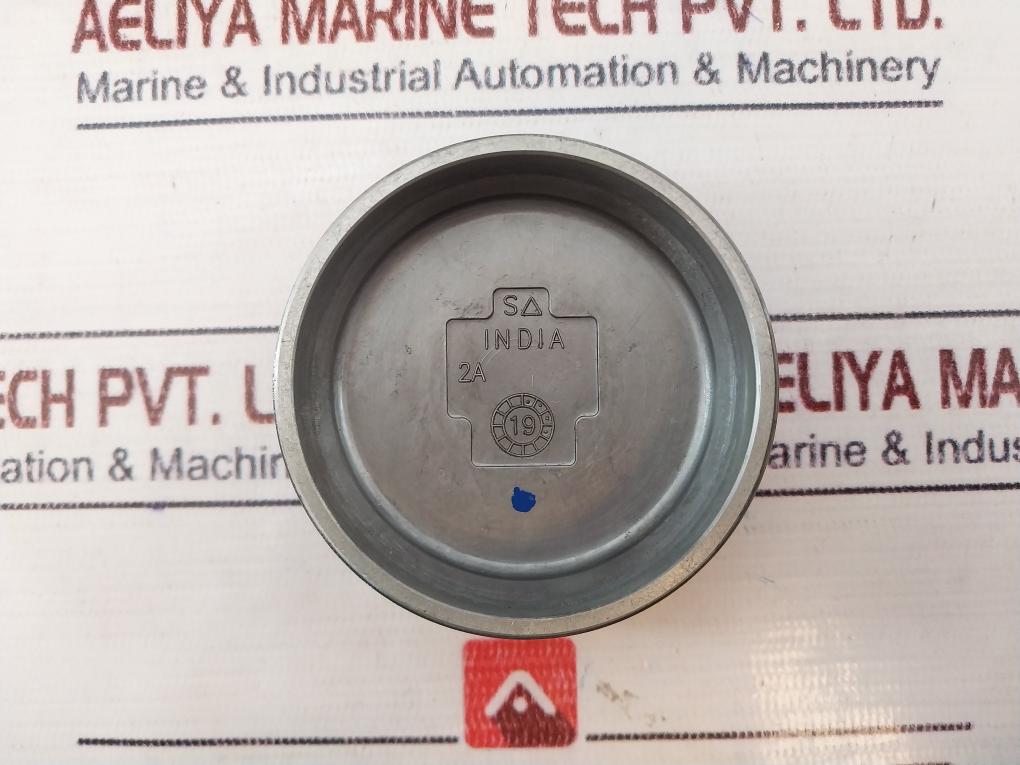 AELIYA MARINE TECH PVT. LTD.
Marine & Industrial Automation & Machinery
S△
INDIA
2A
19
ECH PVT. L
ELIYA MA
ation & Machin
arine & Indus